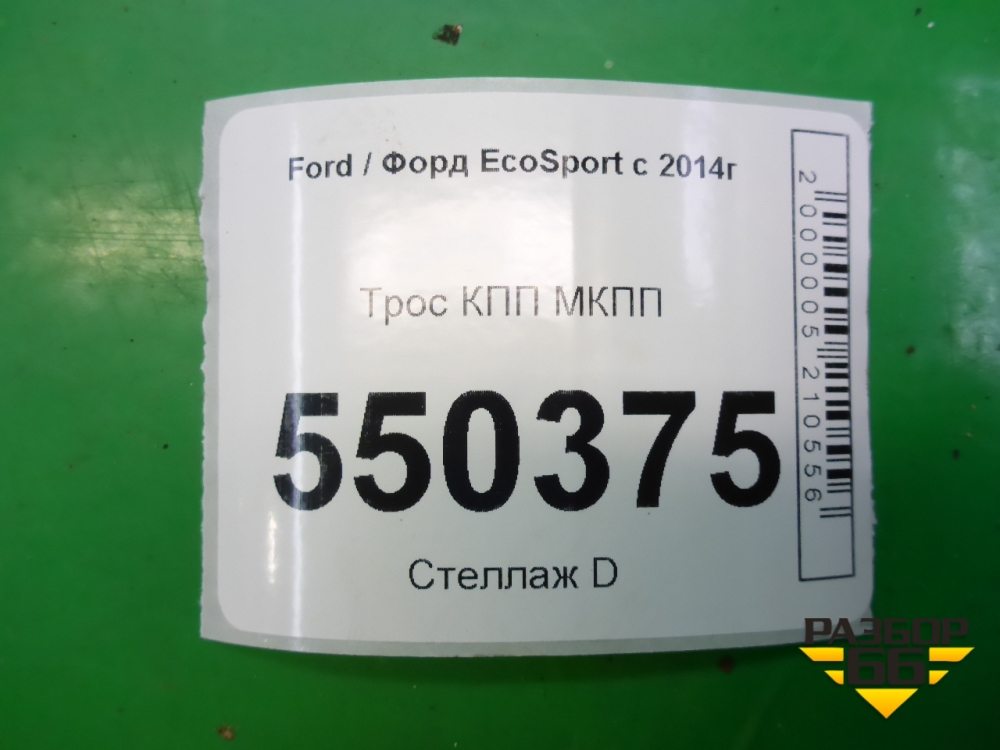 Ford / Форд EcoSport с 2014г
Трос КПП МКПП
550375
Стеллаж D
2000005210556
РАЗБОР
66